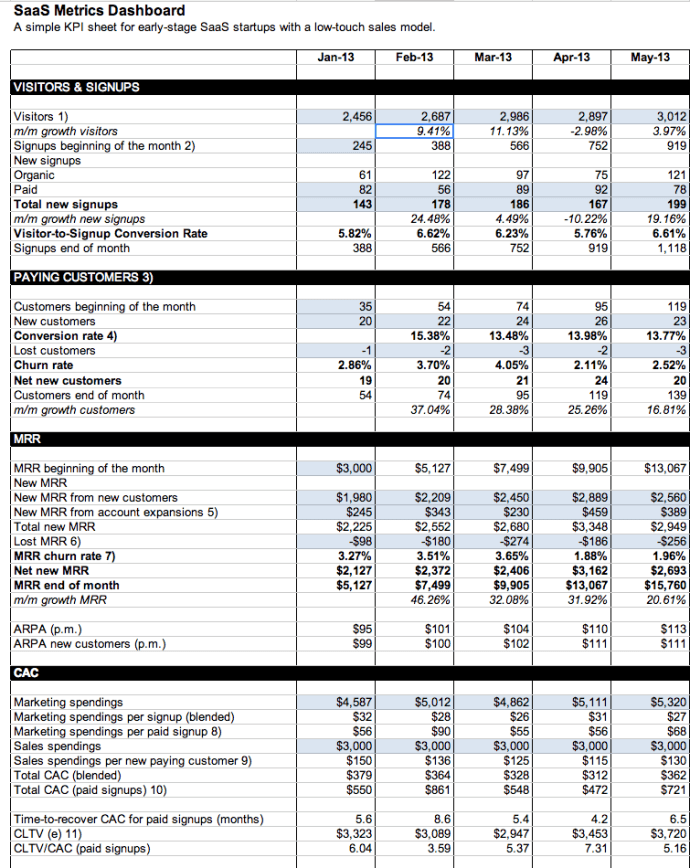 SaaS Metrics Dashboard
A simple KPI sheet for early-stage SaaS startups with a low-touch sales model.
Jan-13 Feb-13 Mar-13 Apr-13 May-13
VISITORS & SIGNUPS
Visitors 1) 2,456 2,687 2,986 2,897 3,012
m/m growth visitors 9.41% 11.13% -2.98% 3.97%
Signups beginning of the month 2) 245 388 566 752 919
New signups
Organic 61 122 97 75 121
Paid 82 56 89 92 78
Total new signups 143 178 186 167 199
m/m growth new signups 24.48% 4.49% -10.22% 19.16%
Visitor-to-Signup Conversion Rate 5.82% 6.62% 6.23% 5.76% 6.61%
Signups end of month 388 566 752 919 1,118
PAYING CUSTOMERS 3)
Customers beginning of the month 35 54 74 95 119
New customers 20 22 24 26 23
Conversion rate 4) 15.38% 13.48% 13.98% 13.77%
Lost customers -1 -2 -3 -2 -3
Churn rate 2.86% 3.70% 4.05% 2.11% 2.52%
Net new customers 19 20 21 24 20
Customers end of month 54 74 95 119 139
m/m growth customers 37.04% 28.38% 25.26% 16.81%
MRR
MRR beginning of the month $3,000 $5,127 $7,499 $9,905 $13,067
New MRR
New MRR from new customers $1,980 $2,209 $2,450 $2,889 $2,560
New MRR from account expansions 5) $245 $343 $230 $459 $389
Total new MRR $2,225 $2,552 $2,680 $3,348 $2,949
Lost MRR 6) -$98 -$180 -$274 -$186 -$256
MRR churn rate 7) 3.27% 3.51% 3.65% 1.88% 1.96%
Net new MRR $2,127 $2,372 $2,406 $3,162 $2,693
MRR end of month $5,127 $7,499 $9,905 $13,067 $15,760
m/m growth MRR 46.26% 32.08% 31.92% 20.61%
ARPA (p.m.) $95 $101 $104 $110 $113
ARPA new customers (p.m.) $99 $100 $102 $111 $111
CAC
Marketing spendings $4,587 $5,012 $4,862 $5,111 $5,320
Marketing spendings per signup (blended) $32 $28 $26 $31 $27
Marketing spendings per paid signup 8) $56 $90 $55 $56 $68
Sales spendings $3,000 $3,000 $3,000 $3,000 $3,000
Sales spendings per new paying customer 9) $150 $136 $125 $115 $130
Total CAC (blended) $379 $364 $328 $312 $362
Total CAC (paid signups) 10) $550 $861 $548 $472 $721
Time-to-recover CAC for paid signups (months) 5.6 8.6 5.4 4.2 6.5
CLTV (e) 11) $3,323 $3,089 $2,947 $3,453 $3,720
CLTV/CAC (paid signups) 6.04 3.59 5.37 7.31 5.16